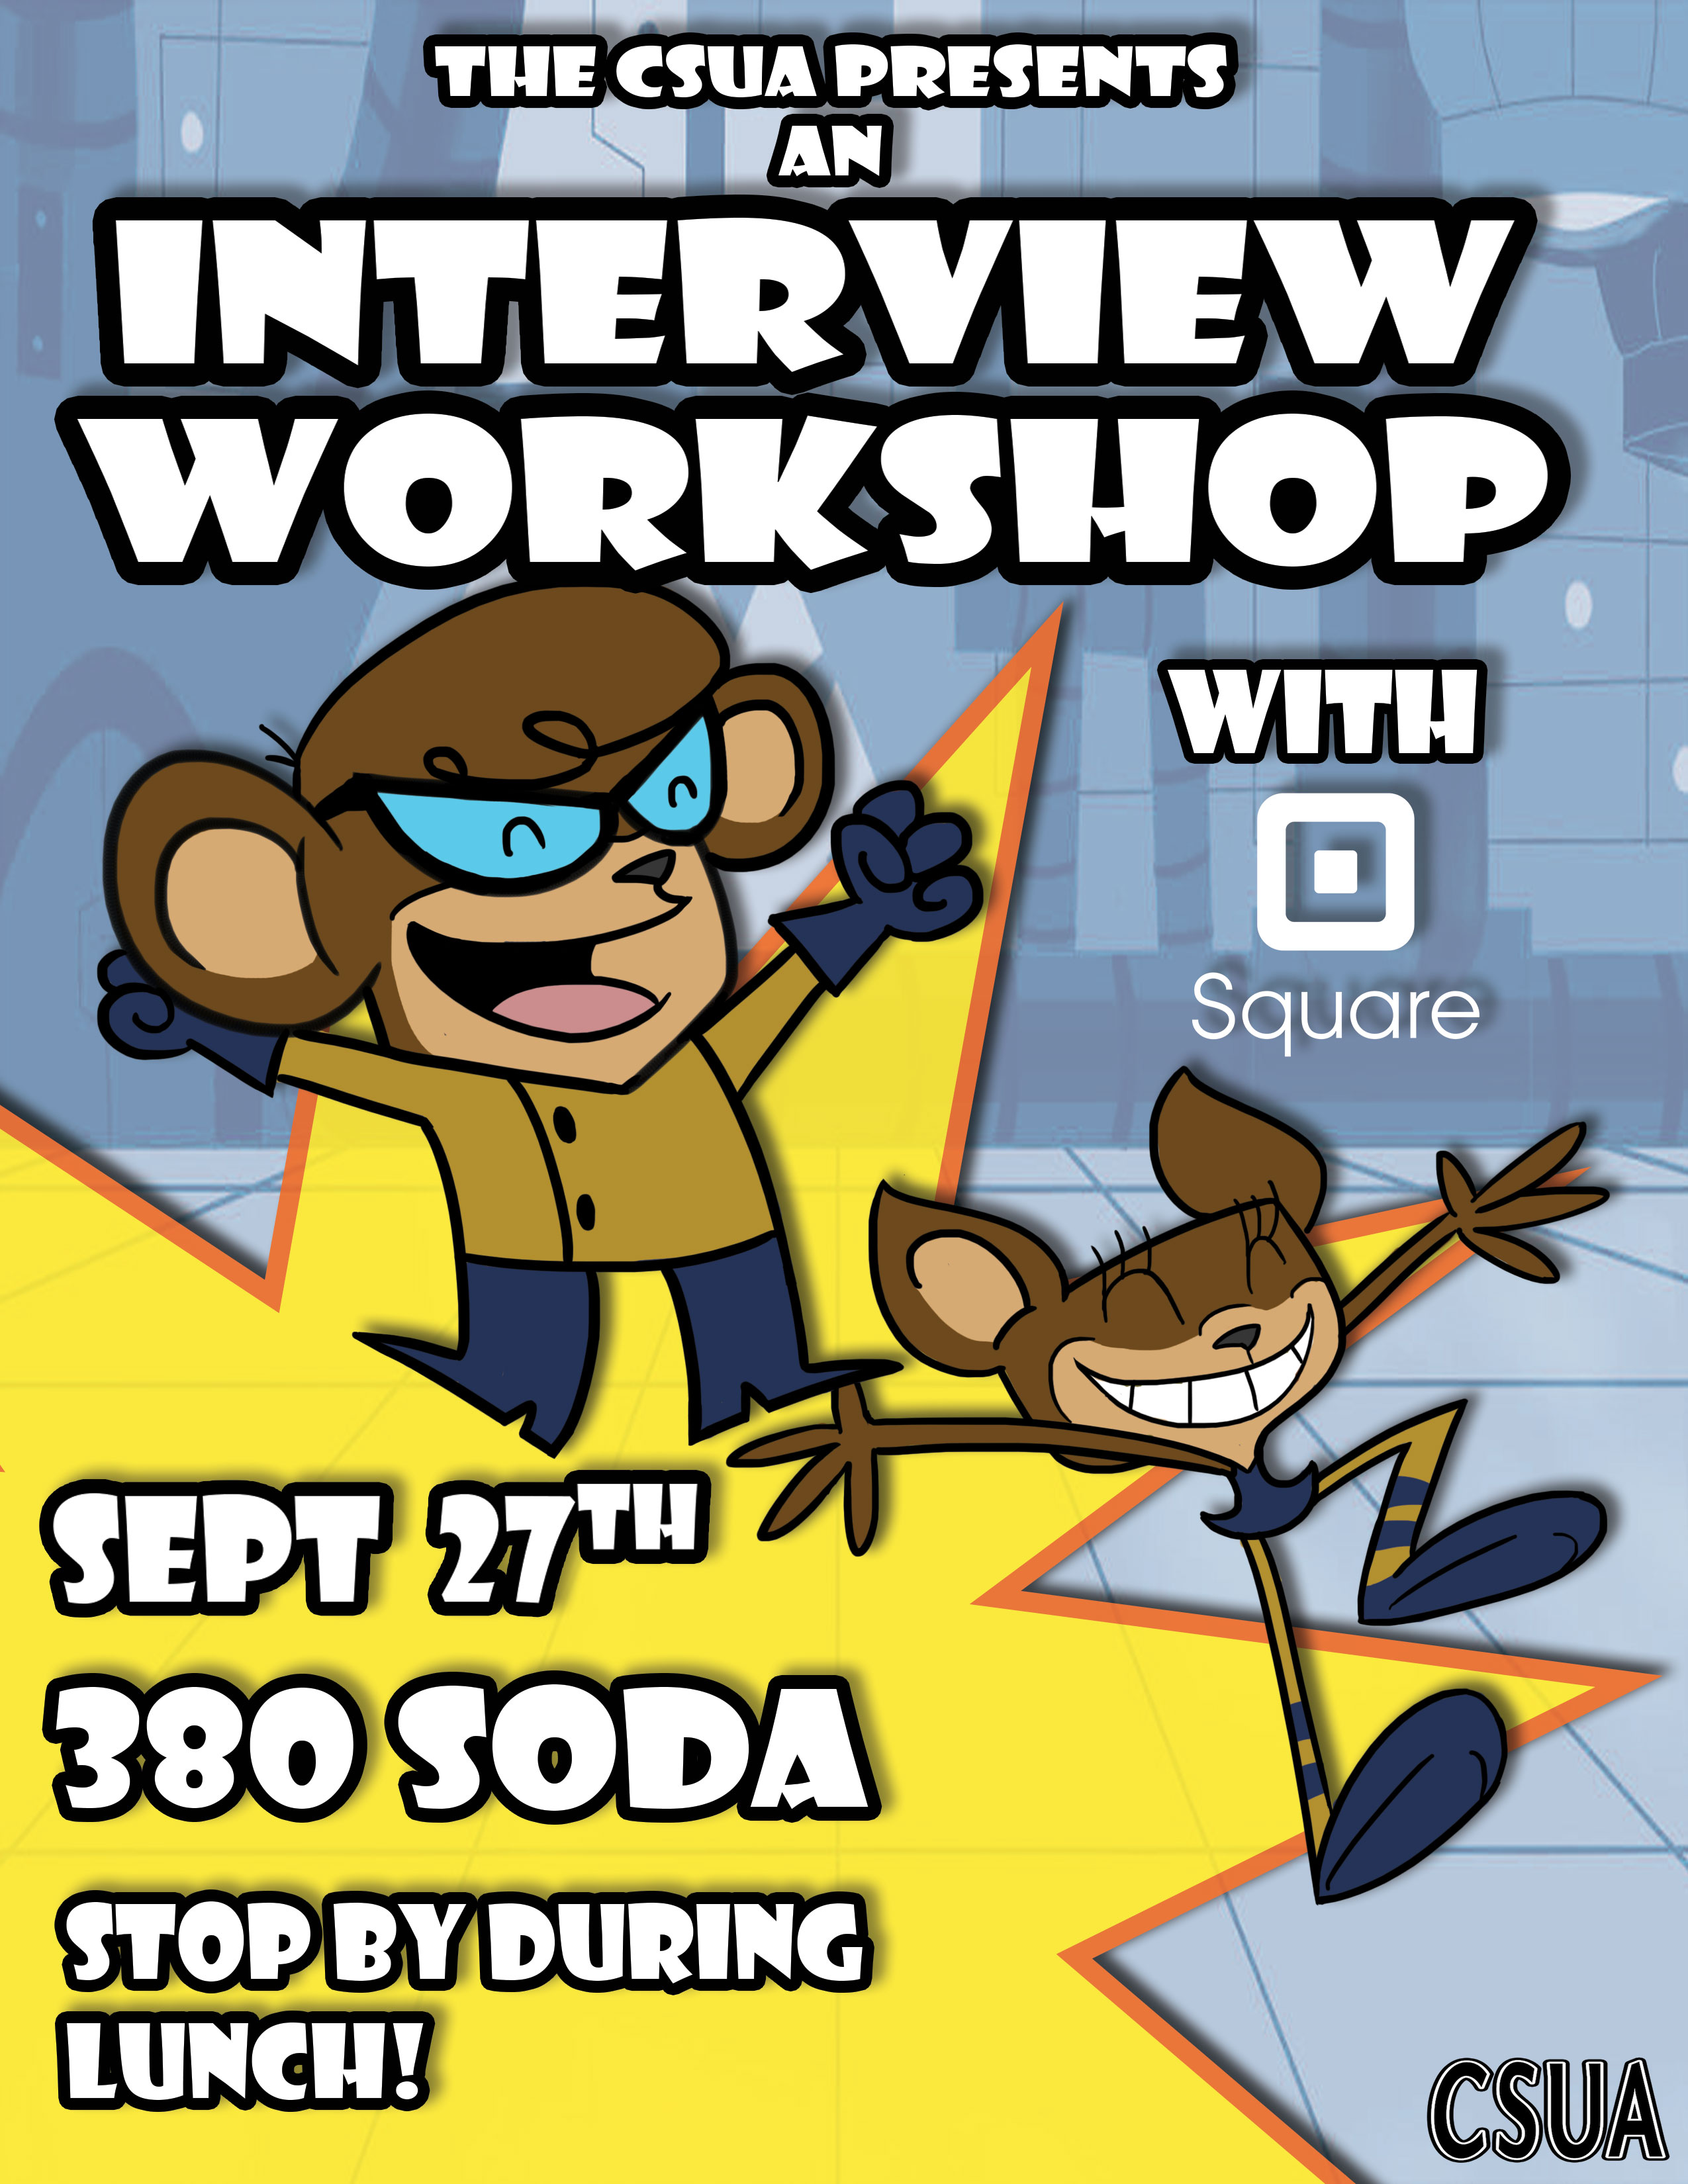 THE CSUA PRESENTS
AN
INTERVIEW
WORKSHOP
WITH
Square
SEPT 27TH
380 SODA
STOP BY DURING
LUNCH!
CSUA